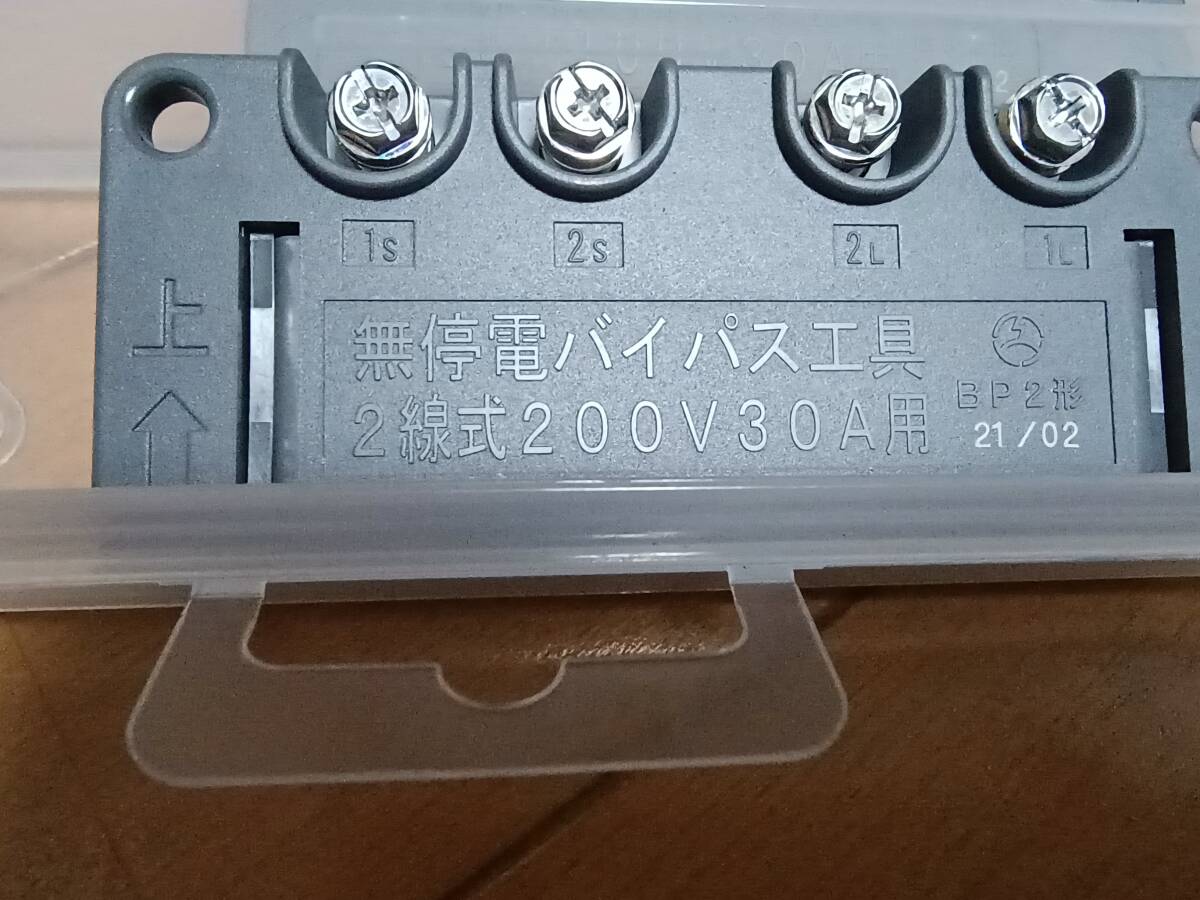 1S 2S 2L 1L
上
無停電バイパス工具
2線式200V30A用
BP2形
21/02